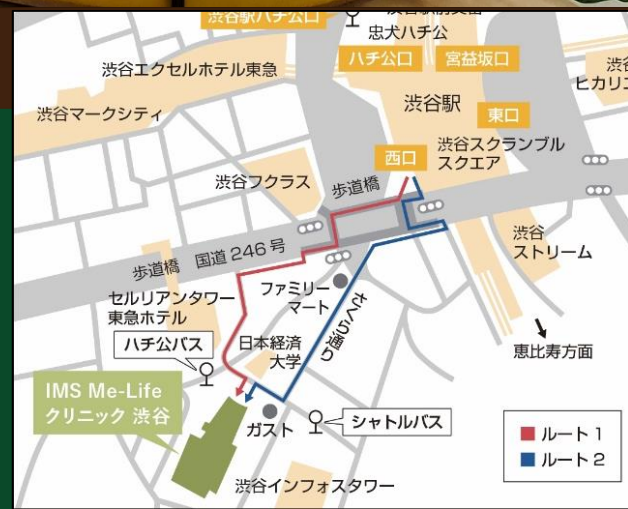 渋谷駅ハチ公口
忠犬ハチ公
ハチ公口
宮益坂口
渋谷エクセルホテル東急
渋谷駅
ヒカリエ
渋谷マークシティ
東口
渋谷スクランブル
スクエア
西口
渋谷フクラス
歩道橋
渋谷
ストリーム
歩道橋 国道246号
セルリアンタワー
東急ホテル
ファミリー
マート
さくら通り
ハチ公バス
日本経済
大学
恵比寿方面
IMS Me-Life
クリニック 渋谷
ガスト
シャトルバス
ルート1
ルート2
渋谷インフォスタワー